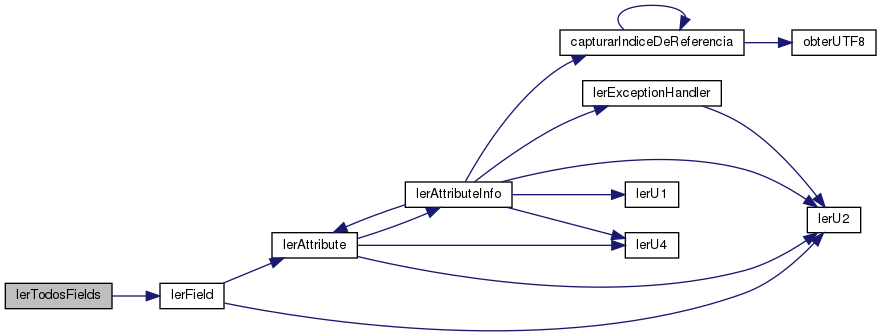 capturarIndiceDeReferencia
obterUTF8
lerExceptionHandler
lerAttributeInfo
lerU1
lerU2
lerAttribute
lerU4
lerTodosFields
lerField